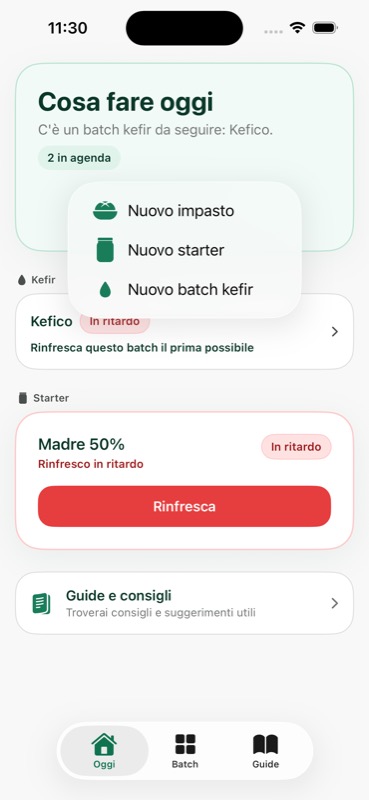 11:30
Cosa fare oggi
C'è un batch kefir da seguire: Kefico.
2 in agenda
Nuovo impasto
Nuovo starter
Nuovo batch kefir
Kefir
Kefico In ritardo
Rinfresca questo batch il prima possibile
Starter
Madre 50% In ritardo
Rinfresco in ritardo
Rinfresca
Guide e consigli
Troverai consigli e suggerimenti utili
Oggi Batch Guide